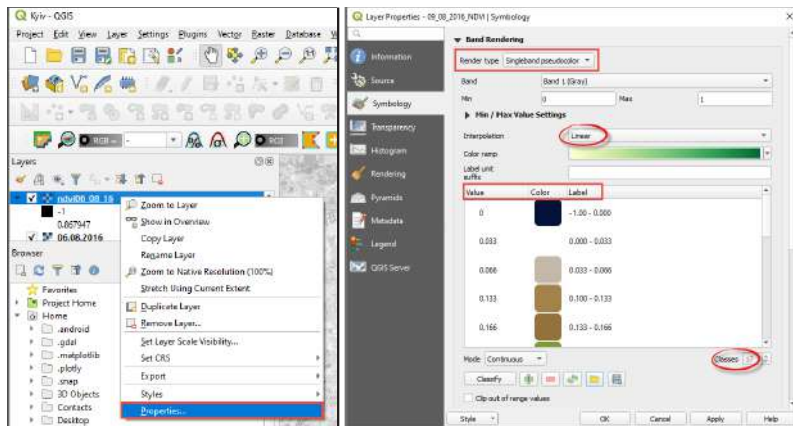 Kyiv - QGIS
Project Edit View Layer Settings Plugins Vector Raster Database
RGB
RGB
Layers
ndvi06_08_16
-1
0.867947
06.08.2016
Browser
Favorites
Project Home
Home
.android
.gdal
.matplotlib
.plotly
.snap
3D Objects
Contacts
Desktop
Zoom to Layer
Show in Overview
Copy Layer
Rename Layer
Zoom to Native Resolution (100%)
Stretch Using Current Extent
Duplicate Layer
Remove Layer...
Set Layer Scale Visibility...
Set CRS
Export
Styles
Properties...
Layer Properties - 09_08_2016_NDVI | Symbology
Information
Source
Symbology
Transparency
Histogram
Rendering
Pyramids
Metadata
Legend
QGIS Server
Band Rendering
Render type Singleband pseudocolor
Band Band 1 (Gray)
Min 0 Max 1
Min / Max Value Settings
Interpolation Linear
Color ramp
Label unit suffix
Value Color Label
0 -1.00 - 0.000
0.033 0.000 - 0.033
0.066 0.033 - 0.066
0.133 0.100 - 0.133
0.166 0.133 - 0.166
Mode Continuous Classes
Classify
Clip out of range values
Style OK Cancel Apply Help